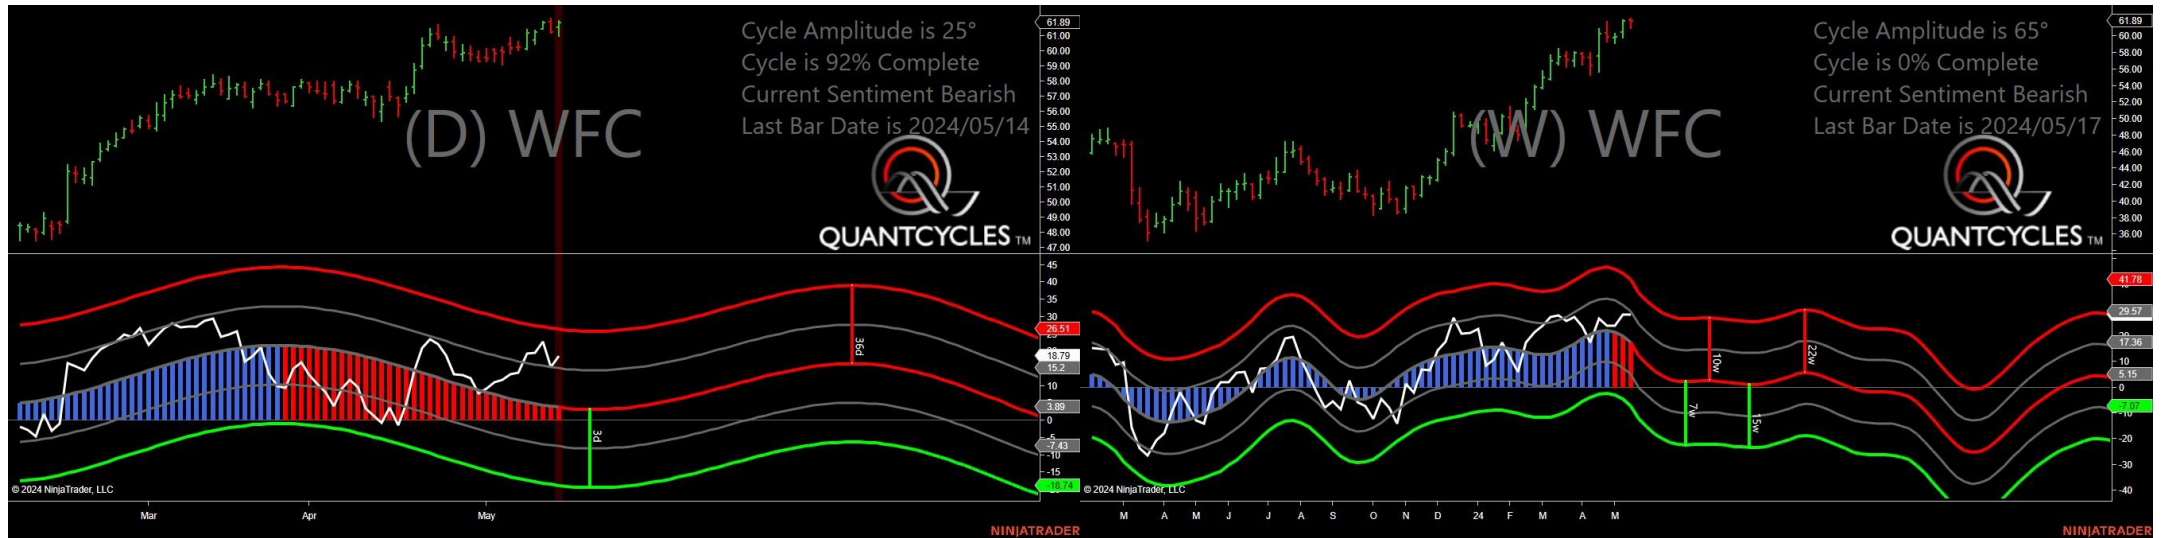 Cycle Amplitude is 25°
Cycle is 92% Complete
Current Sentiment Bearish
Last Bar Date is 2024/05/14
(D) WFC
QUANTCYCLES TM
61.89
61.00
60.00
59.00
58.00
57.00
56.00
55.00
54.00
53.00
52.00
51.00
50.00
49.00
48.00
47.00
45
40
35
30
26.51
18.79
15.2
10
3.89
0
-5
-7.43
-10
-15
-18.74
36d
3d
© 2024 NinjaTrader, LLC
Mar
Apr
May
NINJATRADER
Cycle Amplitude is 65°
Cycle is 0% Complete
Current Sentiment Bearish
Last Bar Date is 2024/05/17
(W) WFC
QUANTCYCLES TM
61.89
60.00
58.00
56.00
54.00
52.00
50.00
48.00
46.00
44.00
42.00
40.00
38.00
36.00
41.78
29.57
17.36
10
5.15
0
-7.07
-20
-30
-40
10w
22w
7w
15w
© 2024 NinjaTrader, LLC
M A M J J A S O N D 24 F M A M
NINJATRADER